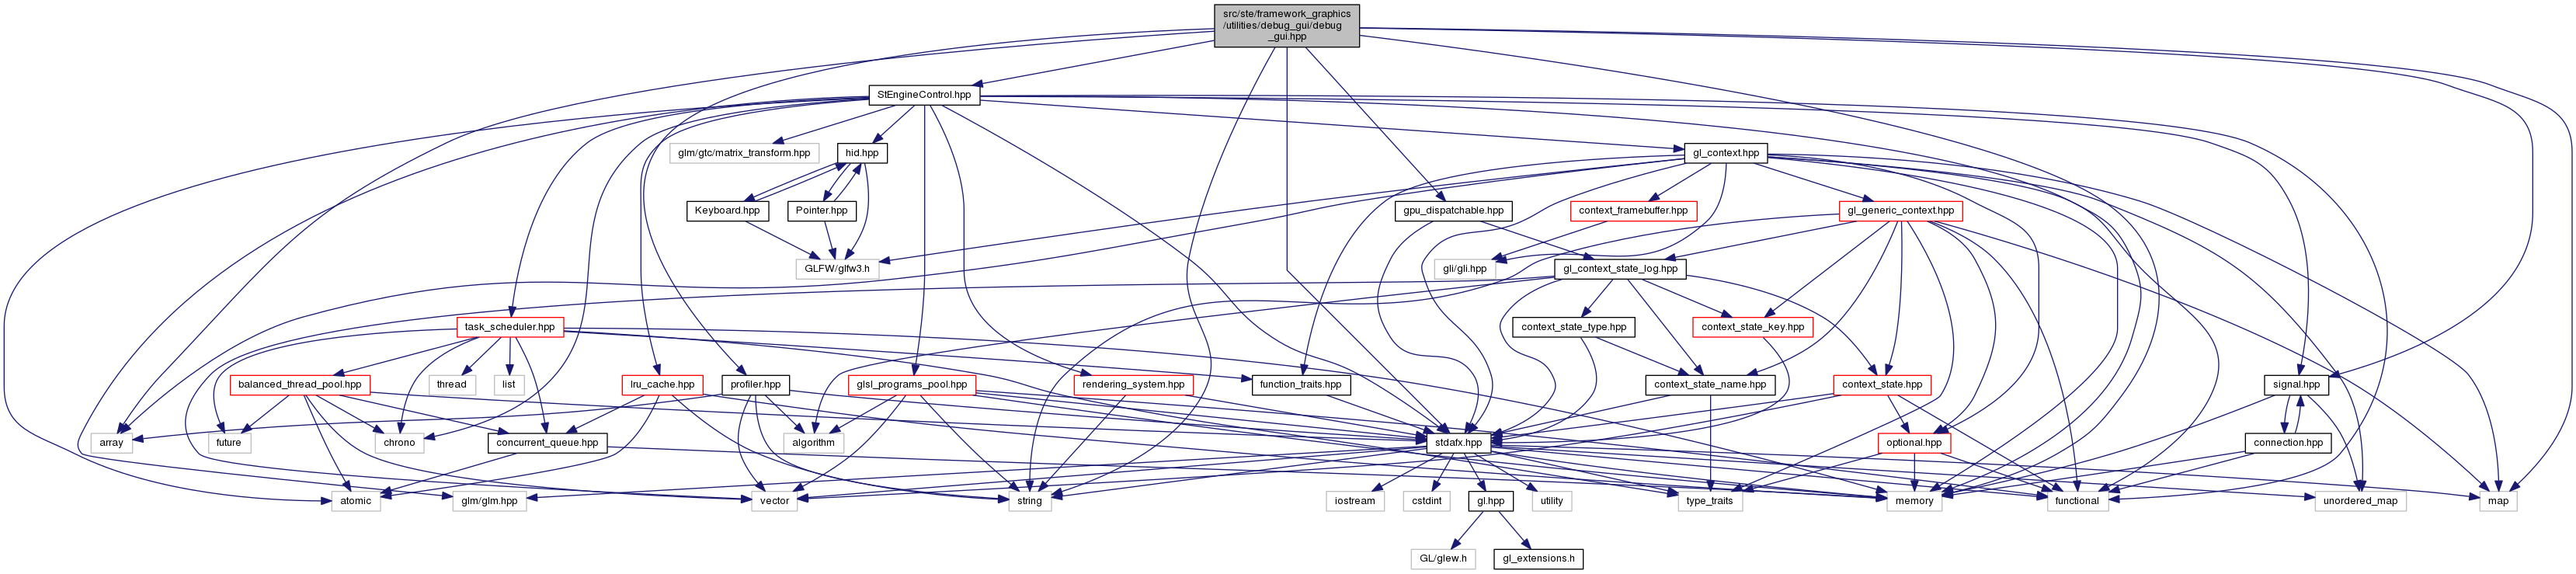 src/ste/framework_graphics
/utilities/debug_gui/debug
_gui.hpp
StEngineControl.hpp
glm/gtc/matrix_transform.hpp
hid.hpp
gl_context.hpp
Keyboard.hpp
Pointer.hpp
gpu_dispatchable.hpp
context_framebuffer.hpp
gl_generic_context.hpp
GLFW/glfw3.h
gli/gli.hpp
gl_context_state_log.hpp
task_scheduler.hpp
context_state_type.hpp
context_state_key.hpp
balanced_thread_pool.hpp
thread
list
lru_cache.hpp
profiler.hpp
glsl_programs_pool.hpp
rendering_system.hpp
function_traits.hpp
context_state_name.hpp
context_state.hpp
signal.hpp
array
future
chrono
concurrent_queue.hpp
algorithm
stdafx.hpp
optional.hpp
connection.hpp
atomic
glm/glm.hpp
vector
string
iostream
cstdint
gl.hpp
utility
type_traits
memory
functional
unordered_map
map
GL/glew.h
gl_extensions.h